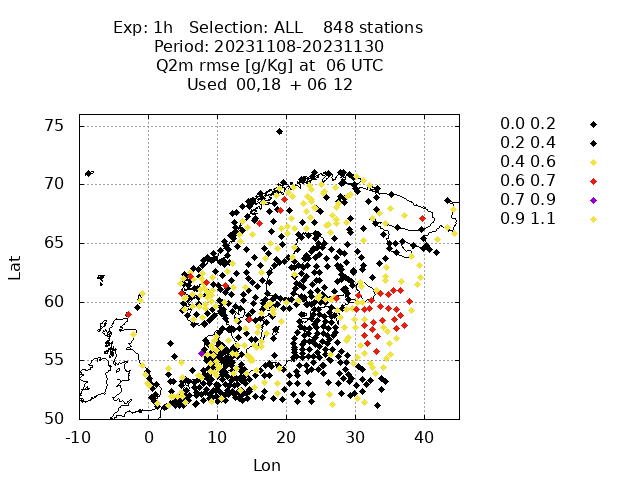 Exp: 1h   Selection: ALL    848 stations
Period: 20231108-20231130
Q2m rmse [g/Kg] at  06 UTC
Used  00,18  + 06 12
75
70
65
60
55
50
-10 0 10 20 30 40
Lat
Lon
0.0 0.2
0.2 0.4
0.4 0.6
0.6 0.7
0.7 0.9
0.9 1.1